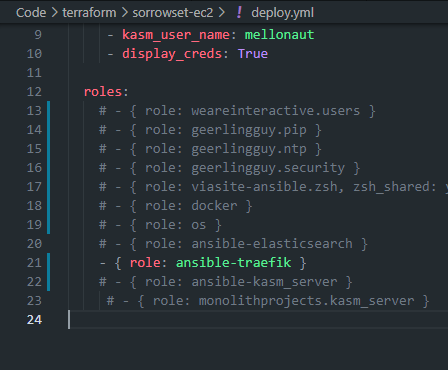 Code > terraform > sorrowset-ec2 > ! deploy.yml
9 - kasm_user_name: mellonaut
10 - display_creds: True
11
12 roles:
13 # - { role: weareinteractive.users }
14 # - { role: geerlingguy.pip }
15 # - { role: geerlingguy.ntp }
16 # - { role: geerlingguy.security }
17 # - { role: viasite-ansible.zsh, zsh_shared: y
18 # - { role: docker }
19 # - { role: os }
20 # - { role: ansible-elasticsearch }
21 - { role: ansible-traefik }
22 # - { role: ansible-kasm_server }
23 # - { role: monolithprojects.kasm_server }
24